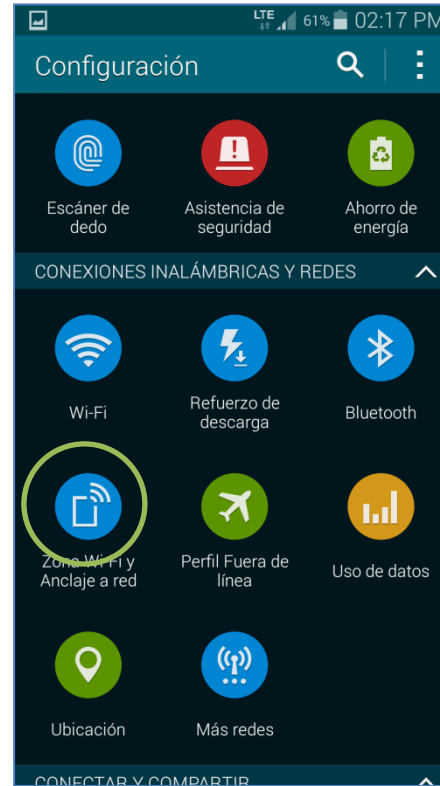 LTE 61% 02:17 PM
Configuración
Escáner de
dedo
Asistencia de
seguridad
Ahorro de
energía
CONEXIONES INALÁMBRICAS Y REDES
Wi-Fi
Refuerzo de
descarga
Bluetooth
Zona Wi-Fi y
Anclaje a red
Perfil Fuera de
línea
Uso de datos
Ubicación
Más redes
CONECTAR Y COMPARTIR